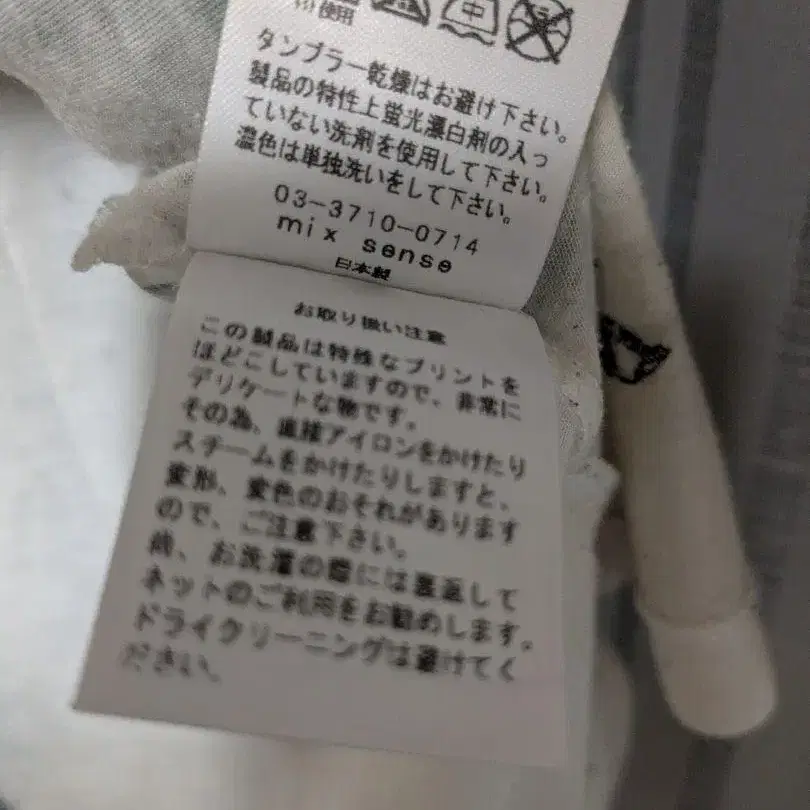 使用
中
タンブラー乾燥はお避け下さい。
製品の特性上蛍光漂白剤の入っ
ていない洗剤を使用して下さい。
濃色は単独洗いをして下さい。
03-3710-0714
mix sense
日本製
お取り扱い注意
この製品は特殊なプリントを
ほどこしていますので、非常に
デリケートな物です。
その為、直接アイロンをかけたり
スチームをかけたりしますと、
変形、変色のおそれがあります
ので、ご注意下さい。
尚、お洗濯の際には裏返して
ネットのご利用をお勧めします。
ドライクリーニングは避けてく
ださい。